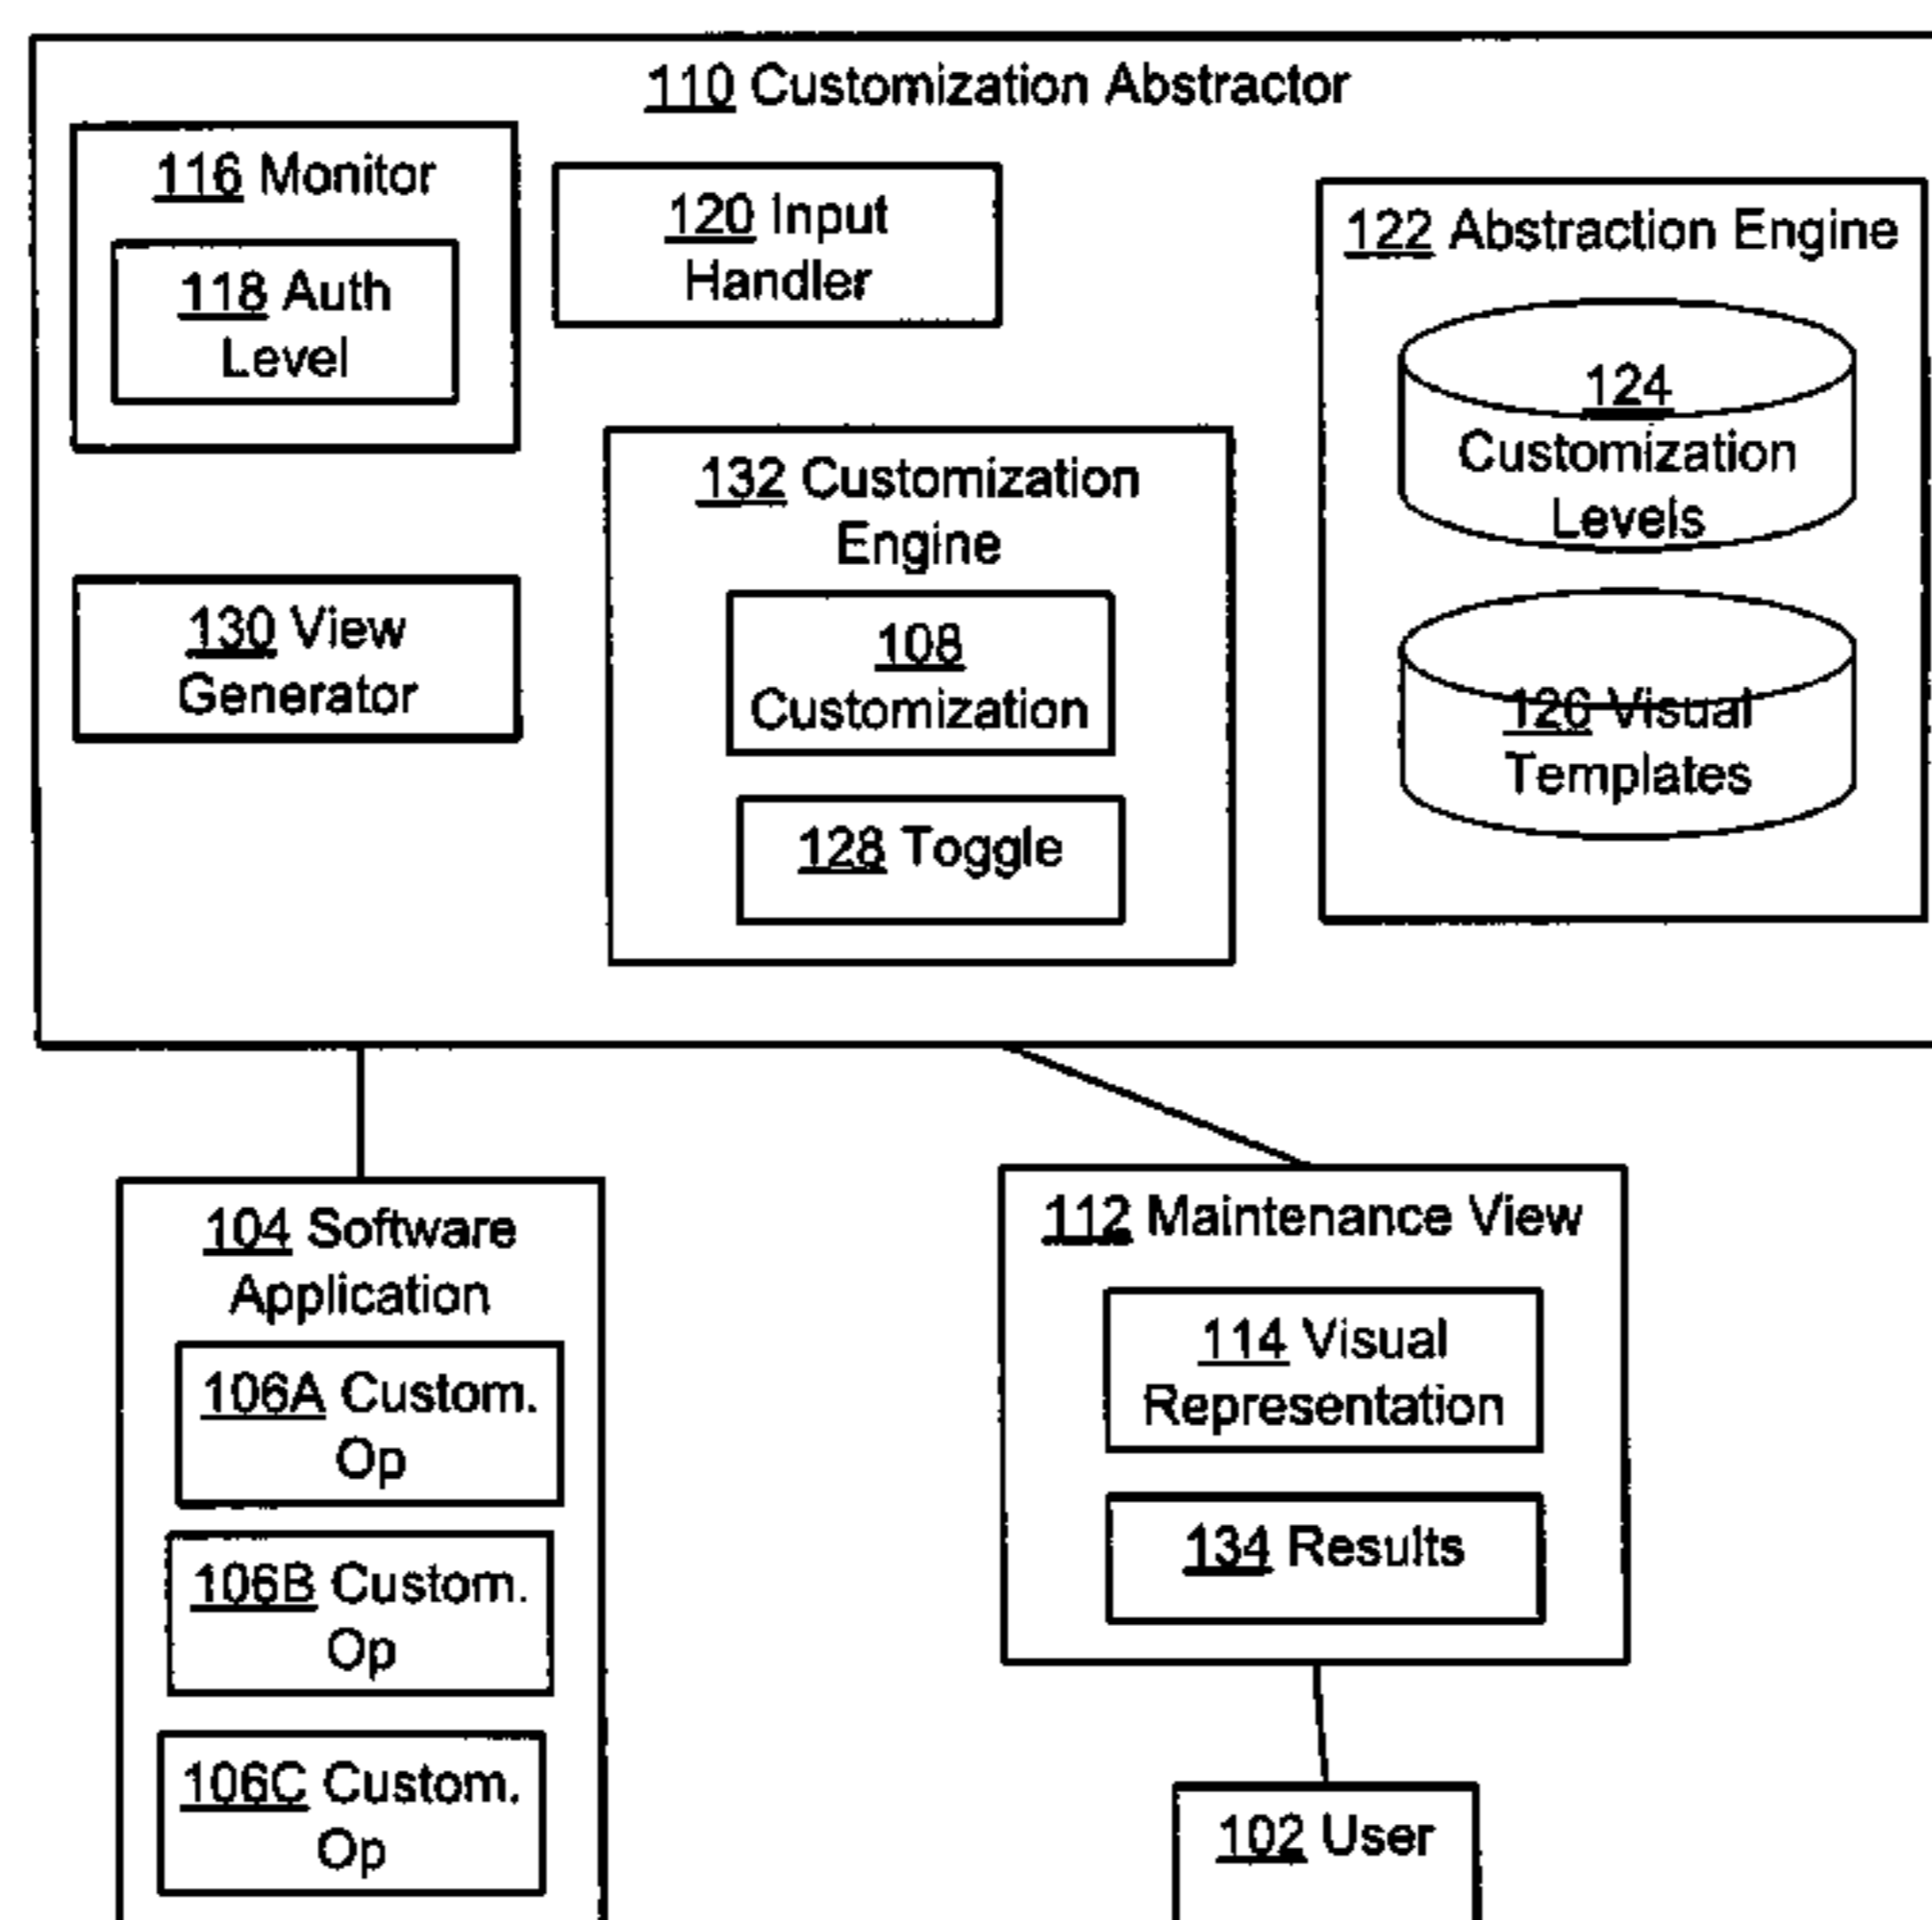 110 Customization Abstractor
116 Monitor
118 Auth
Level
120 Input
Handler
122 Abstraction Engine
124
Customization
Levels
126 Visual
Templates
132 Customization
Engine
108
Customization
128 Toggle
130 View
Generator
104 Software
Application
106A Custom.
Op
106B Custom.
Op
106C Custom.
Op
112 Maintenance View
114 Visual
Representation
134 Results
102 User